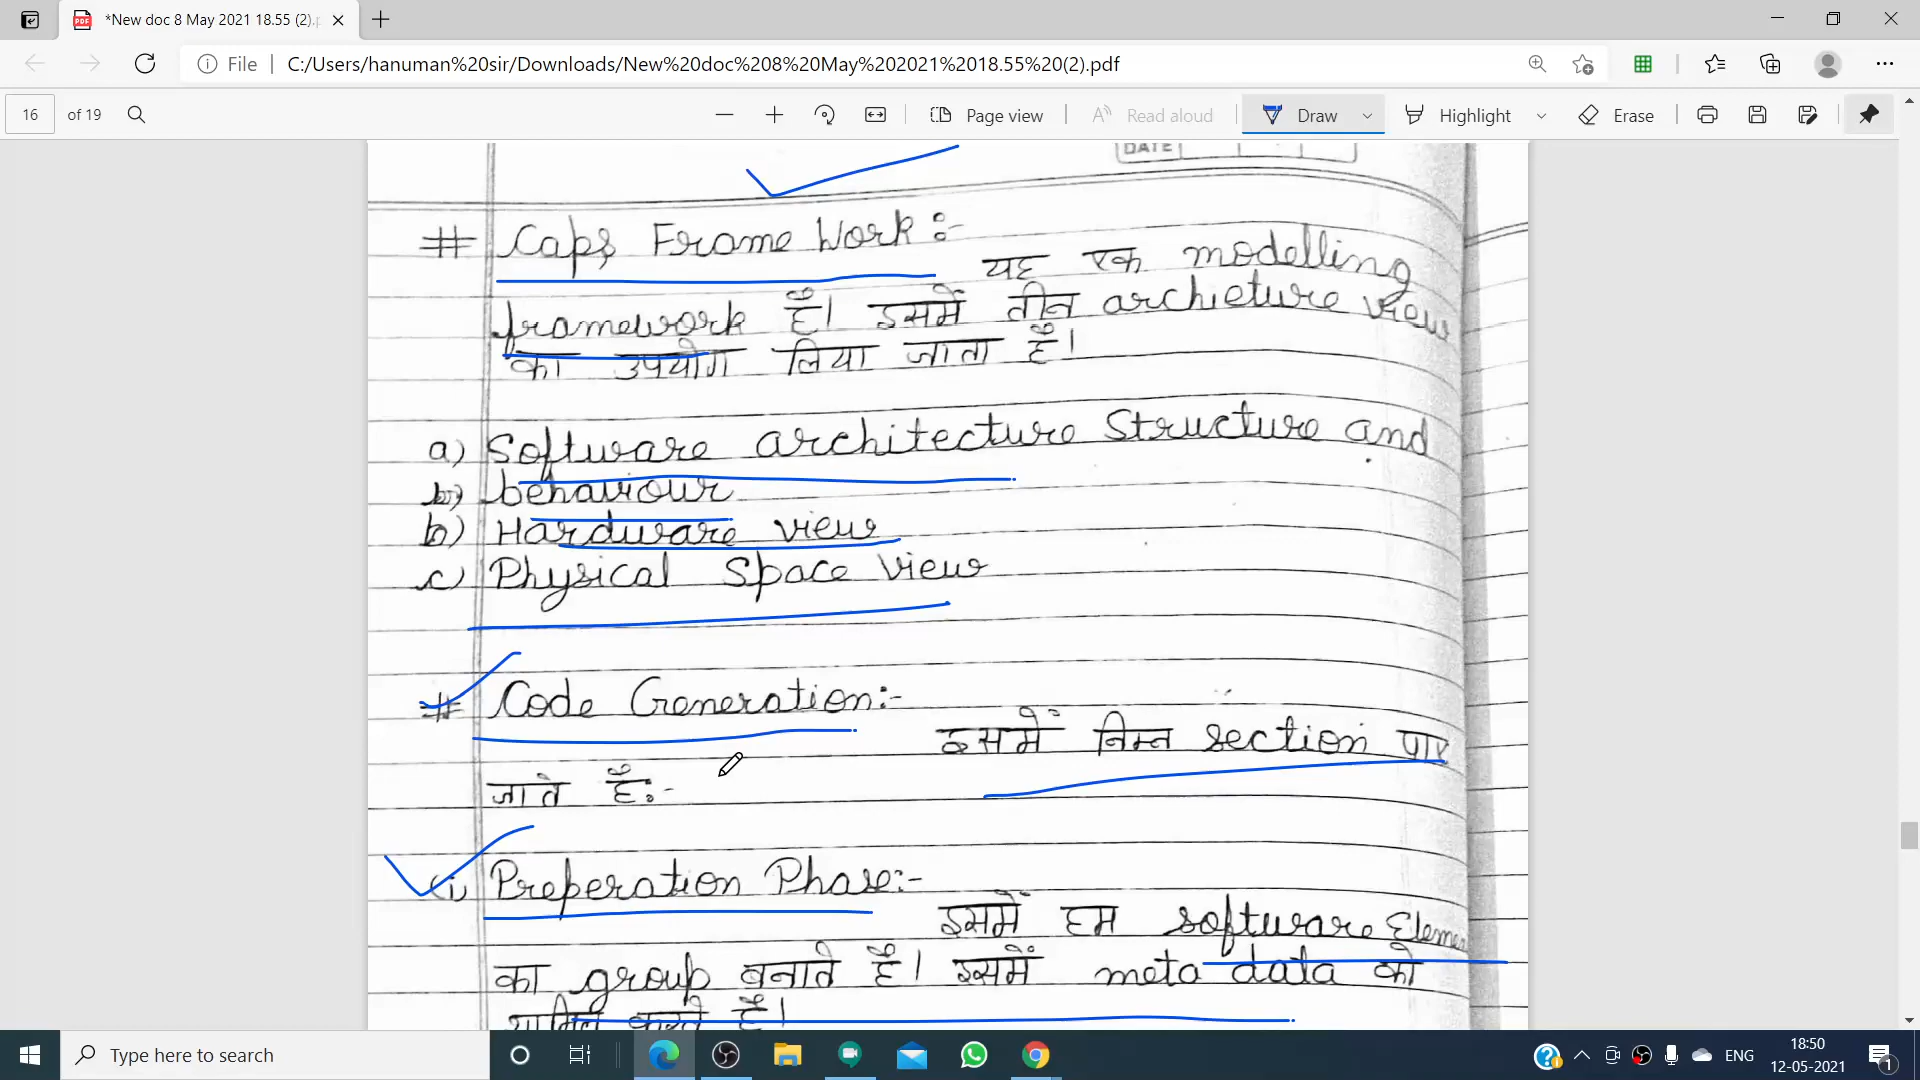 *New doc 8 May 2021 18.55 (2).p
File
C:/Users/hanuman%20sir/Downloads/New%20doc%208%20May%202021%2018.55%20(2).pdf
16 of 19
Page view
Read aloud
Draw
Highlight
Erase
DATE
# Caps Frame Work :-
यह एक modelling
framework है। इसमें तीन archicture view
का उपयोग लिया जाता है।
a) Software architecture Structure and
behaviour
b) Hardware view
c) Physical Space View
# Code Generation:-
इसमें निम्न section पाए
जाते है:-
(i) Preperation Phase:-
इसमें हम software Elemen
का group बनाते है। इसमें meta data को
शामिल करते है।
Type here to search
ENG
18:50
12-05-2021
1